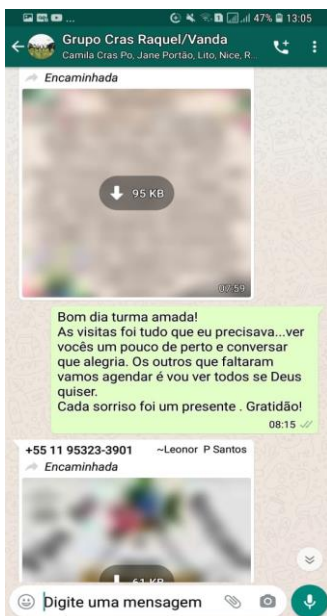 47% 13:05
Grupo Cras Raquel/Vanda
Camila Cras Po, Jane Portão, Lito, Nice, R...
Encaminhada
95 KB
07:59
Bom dia turma amada!
As visitas foi tudo que eu precisava...ver
vocês um pouco de perto e conversar
que alegria. Os outros que faltaram
vamos agendar é vou ver todos se Deus
quiser.
Cada sorriso foi um presente . Gratidão!
08:15
+55 11 95323-3901 ~Leonor P Santos
Encaminhada
61 KB
Digite uma mensagem